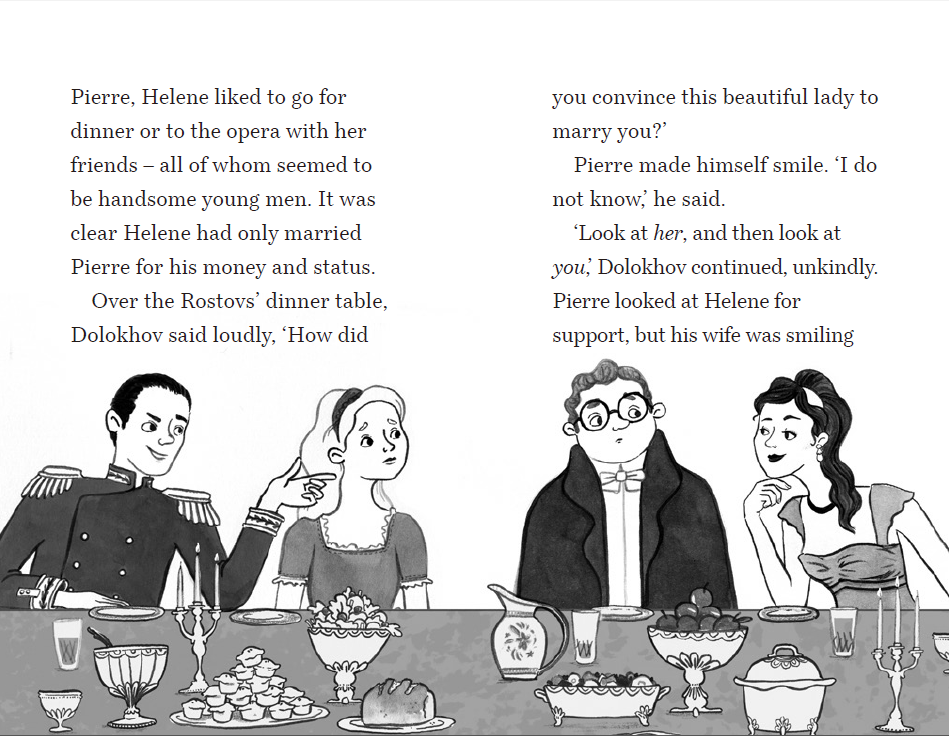 Pierre, Helene liked to go for
dinner or to the opera with her
friends – all of whom seemed to
be handsome young men. It was
clear Helene had only married
Pierre for his money and status.
Over the Rostovs’ dinner table,
Dolokhov said loudly, ‘How did
you convince this beautiful lady to
marry you?’
Pierre made himself smile. ‘I do
not know,’ he said.
‘Look at her, and then look at
you,’ Dolokhov continued, unkindly.
Pierre looked at Helene for
support, but his wife was smiling